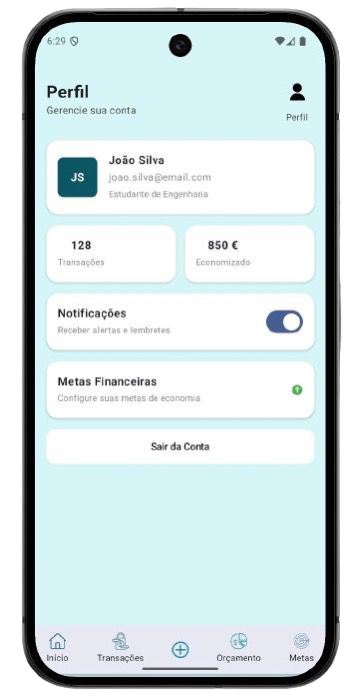 6:29
Perfil
Gerencie sua conta
Perfil
JS
João Silva
joao.silva@email.com
Estudante de Engenharia
128
Transações
850 €
Economizado
Notificações
Receber alertas e lembretes
Metas Financeiras
Configure suas metas de economia
Sair da Conta
Início
Transações
Orçamento
Metas